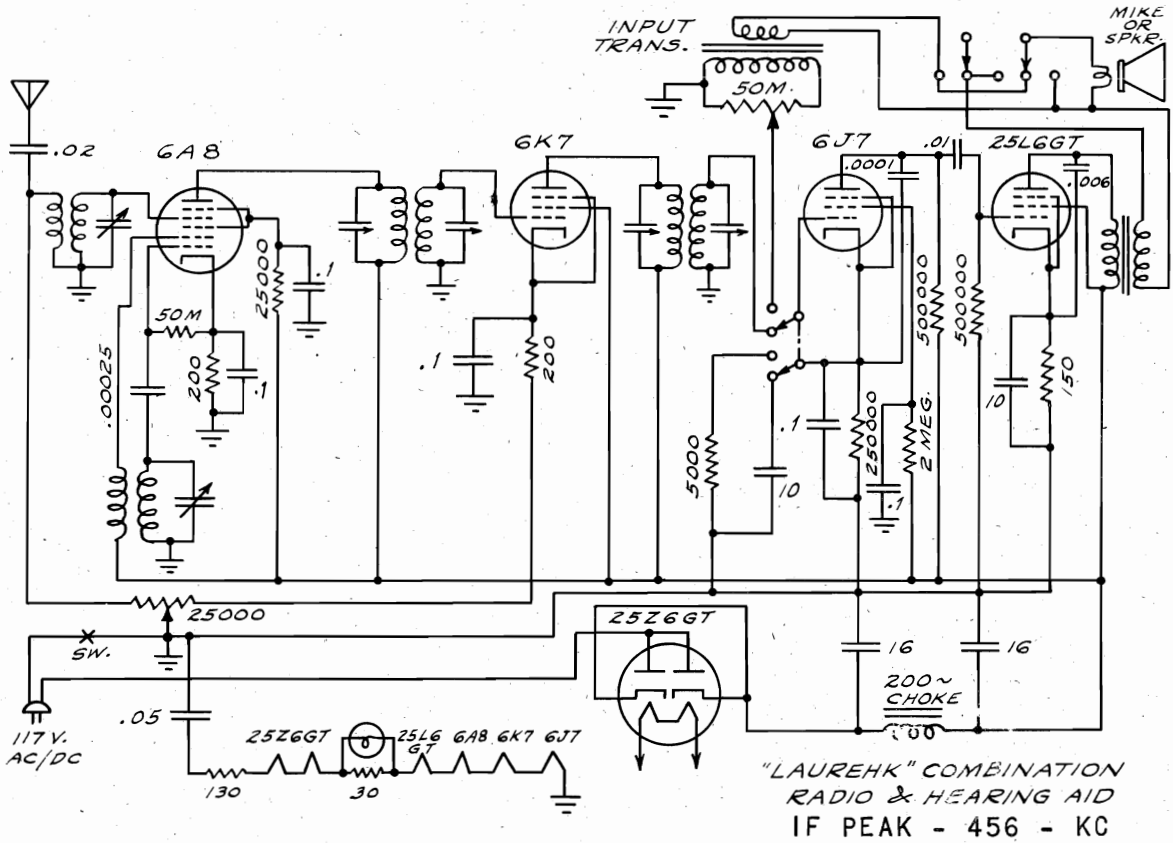 INPUT
TRANS.
50M.
MIKE
OR
SPKR.
.02
6A8
6K7
6J7
.0001
.01
25L6GT
.006
25000
.1
50M
200
.1
.00025
.1
200
5000
10
.1
250000
.1
2 MEG.
500000
500000
10
150
25000
SW.
117 V.
AC/DC
.05
130
25Z6GT
30
25L6
GT
6A8
6K7
6J7
25Z6GT
16
16
200~
CHOKE
"LAUREHK" COMBINATION
RADIO & HEARING AID
IF PEAK - 456 - KC